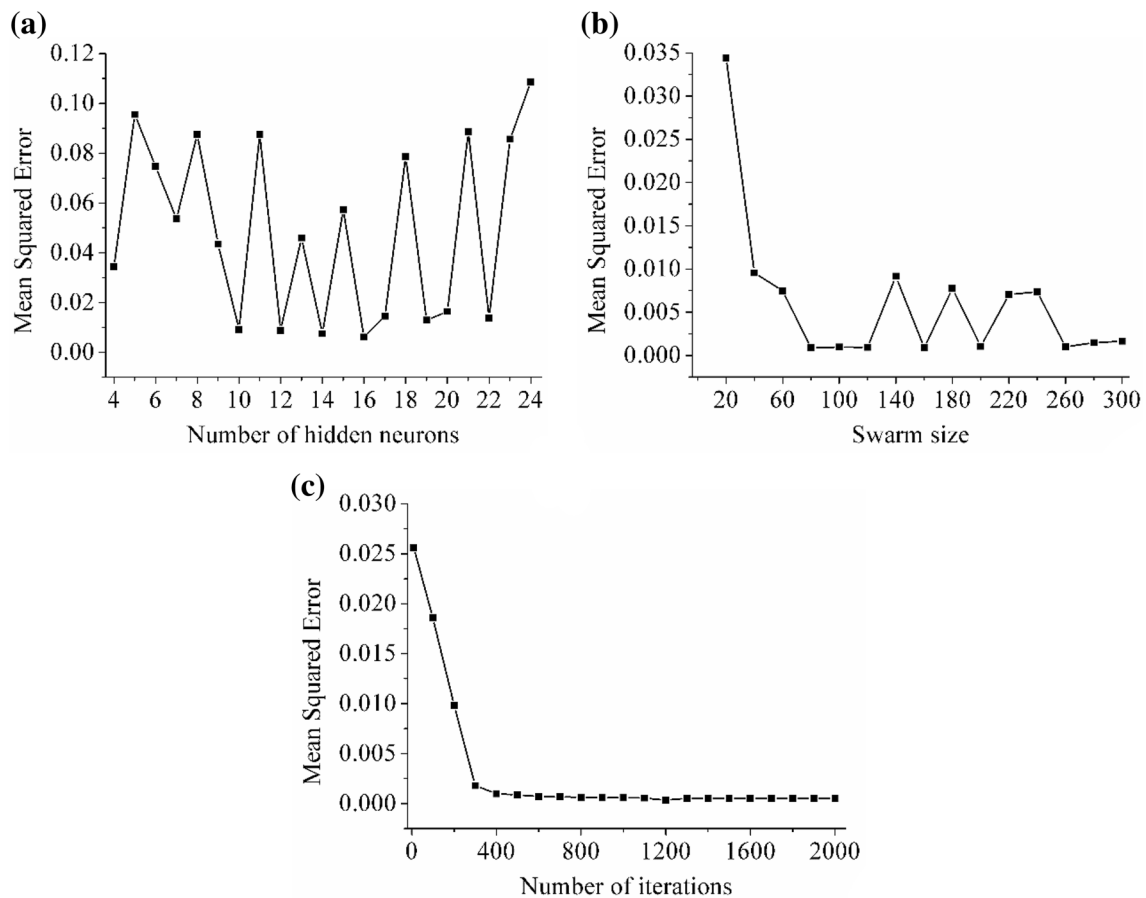 (a)
0.12
0.10
0.08
0.06
0.04
0.02
0.00
Mean Squared Error
4 6 8 10 12 14 16 18 20 22 24
Number of hidden neurons
(b)
0.035
0.030
0.025
0.020
0.015
0.010
0.005
0.000
Mean Squared Error
20 60 100 140 180 220 260 300
Swarm size
(c)
0.030
0.025
0.020
0.015
0.010
0.005
0.000
Mean Squared Error
0 400 800 1200 1600 2000
Number of iterations